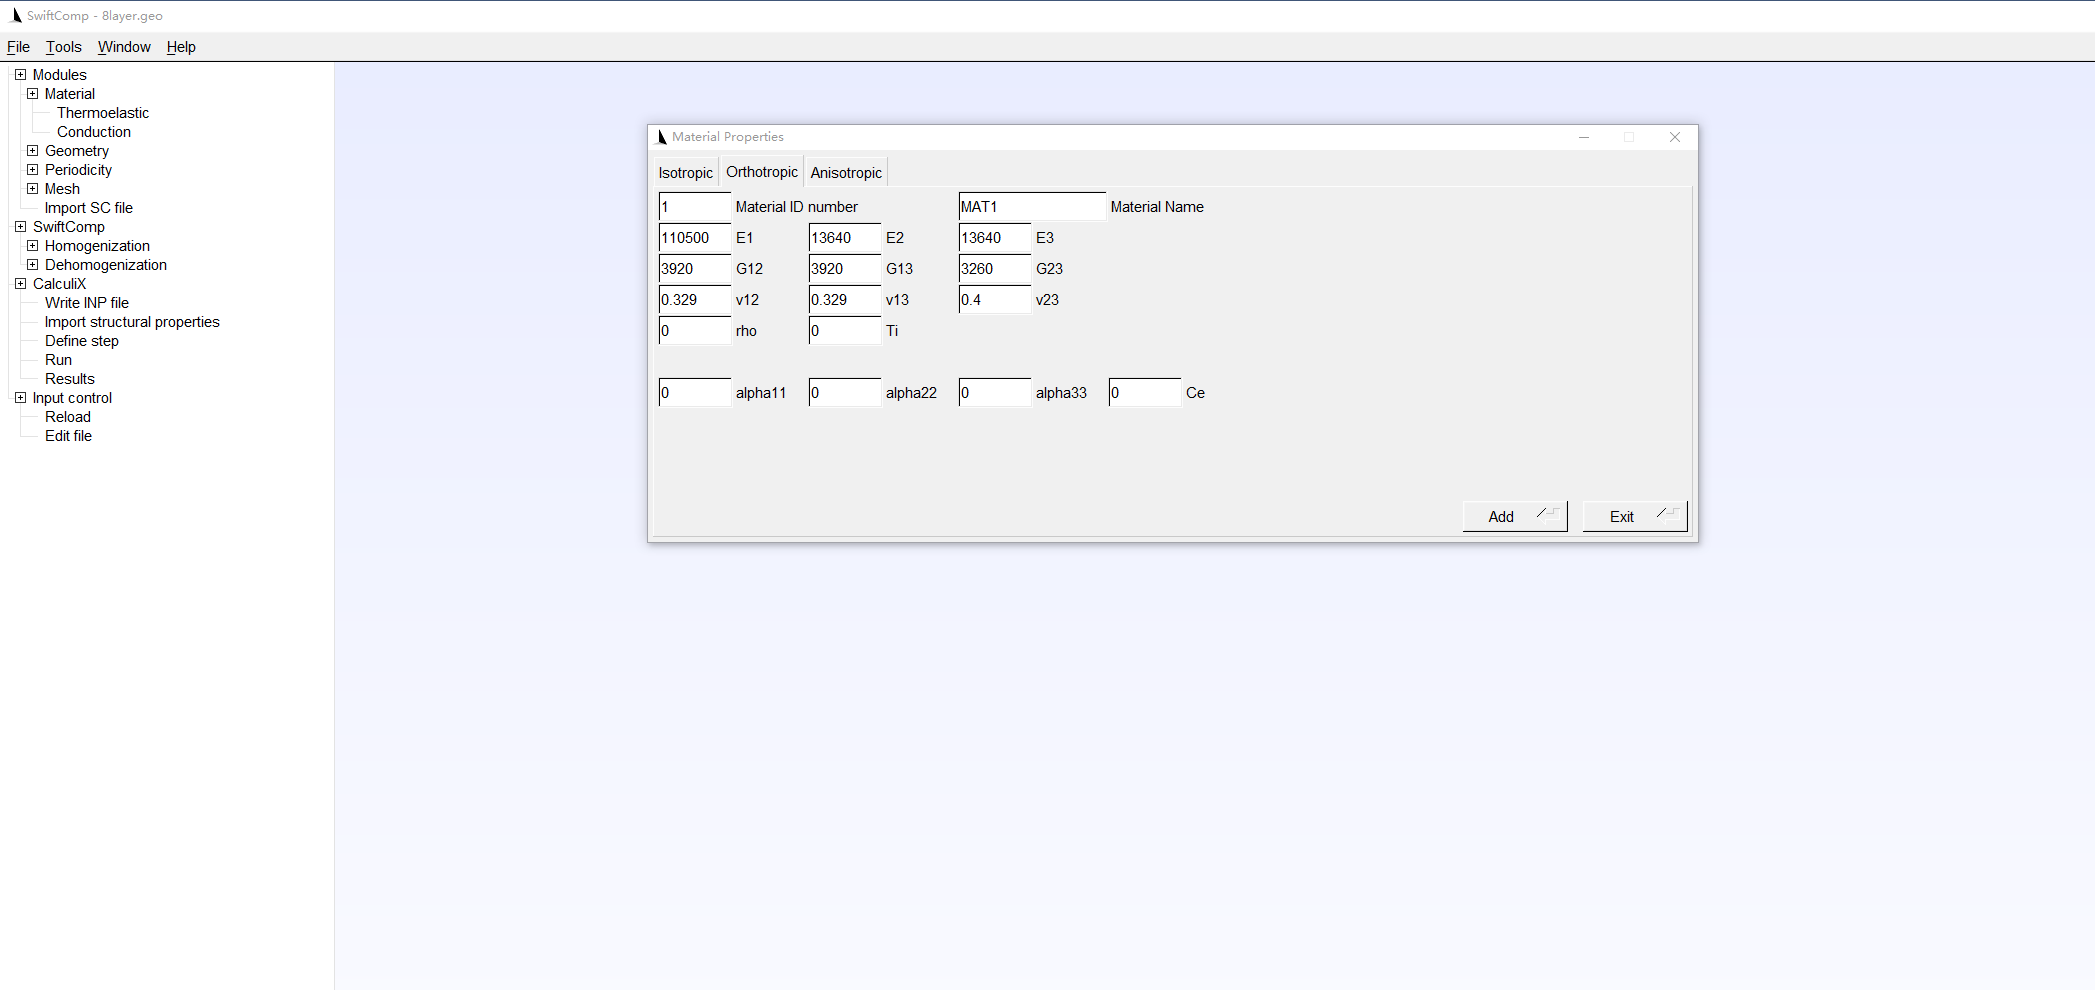 SwiftComp - 8layer.geo
File Tools Window Help
Modules
Material
Thermoelastic
Conduction
Geometry
Periodicity
Mesh
Import SC file
SwiftComp
Homogenization
Dehomogenization
CalculiX
Write INP file
Import structural properties
Define step
Run
Results
Input control
Reload
Edit file
Material Properties
Isotropic Orthotropic Anisotropic
1 Material ID number MAT1 Material Name
110500 E1 13640 E2 13640 E3
3920 G12 3920 G13 3260 G23
0.329 v12 0.329 v13 0.4 v23
0 rho 0 Ti
0 alpha11 0 alpha22 0 alpha33 0 Ce
Add Exit